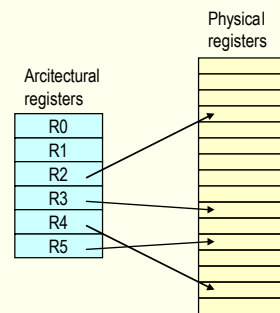 Physical
registers
Arcitectural
registers
R0
R1
R2
R3
R4
R5